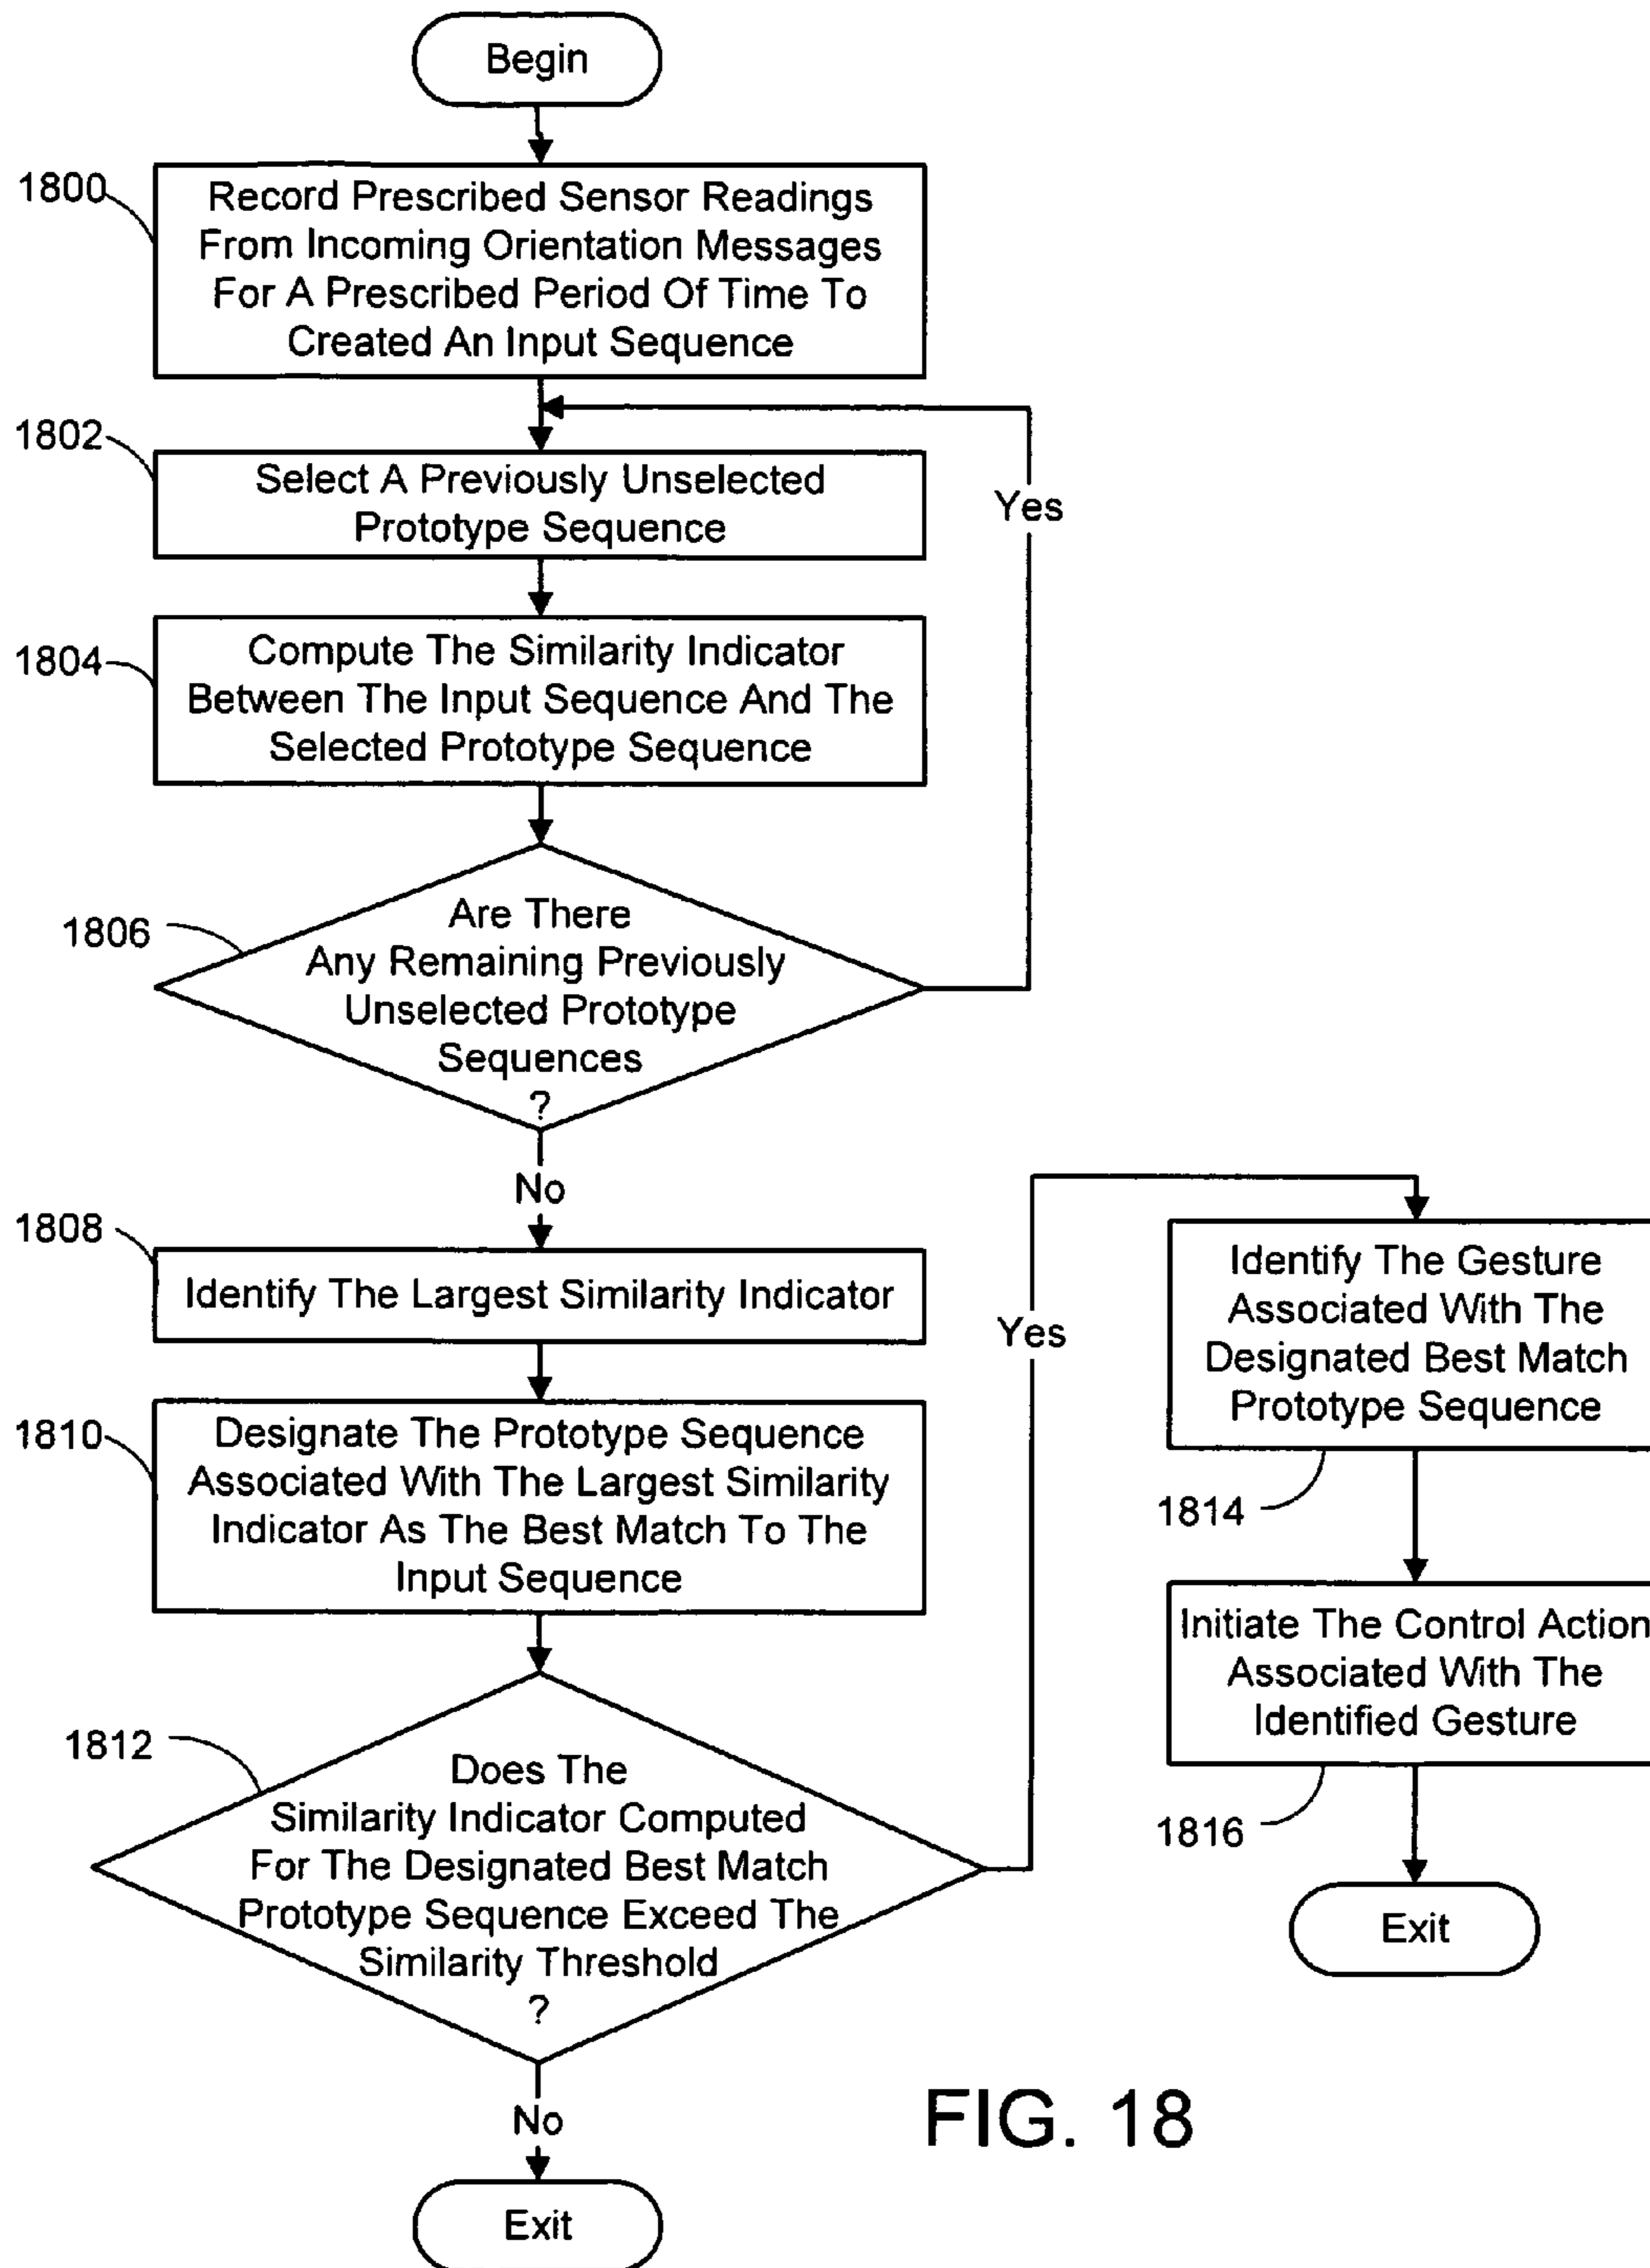 Begin
1800
Record Prescribed Sensor Readings
From Incoming Orientation Messages
For A Prescribed Period Of Time To
Created An Input Sequence
1802
Select A Previously Unselected
Prototype Sequence
Yes
1804
Compute The Similarity Indicator
Between The Input Sequence And The
Selected Prototype Sequence
1806
Are There
Any Remaining Previously
Unselected Prototype
Sequences
?
No
1808
Identify The Largest Similarity Indicator
1810
Designate The Prototype Sequence
Associated With The Largest Similarity
Indicator As The Best Match To The
Input Sequence
1812
Does The
Similarity Indicator Computed
For The Designated Best Match
Prototype Sequence Exceed The
Similarity Threshold
?
No
Exit
Yes
Identify The Gesture
Associated With The
Designated Best Match
Prototype Sequence
1814
Initiate The Control Action
Associated With The
Identified Gesture
1816
Exit
FIG. 18